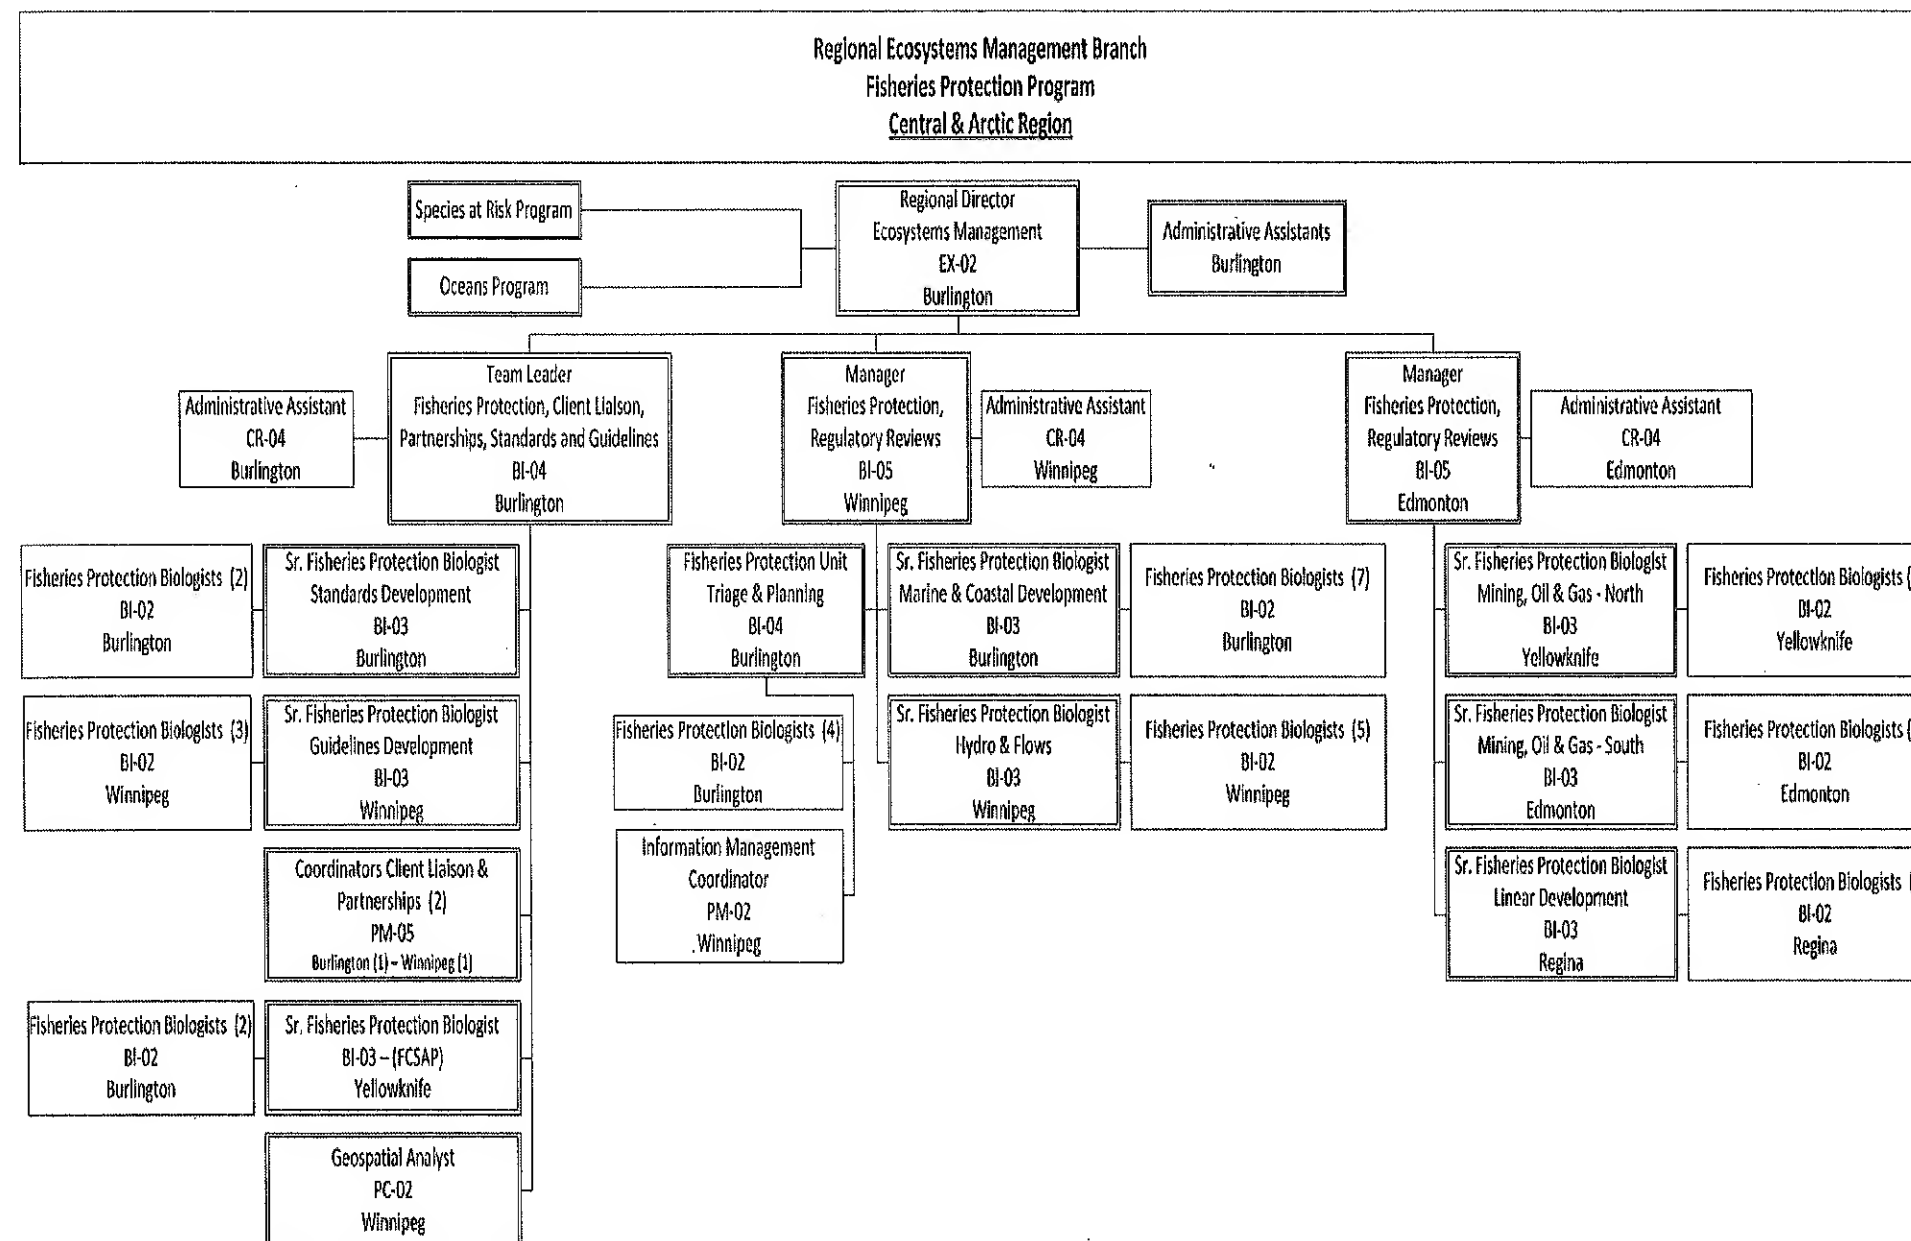 Regional Ecosystems Management Branch
Fisheries Protection Program
Central & Arctic Region
Species at Risk Program
Oceans Program
Regional Director
Ecosystems Management
EX-02
Burlington
Administrative Assistants
Burlington
Administrative Assistant
CR-04
Burlington
Team Leader
Fisheries Protection, Client Liaison,
Partnerships, Standards and Guidelines
BI-04
Burlington
Manager
Fisheries Protection,
Regulatory Reviews
BI-05
Winnipeg
Administrative Assistant
CR-04
Winnipeg
Manager
Fisheries Protection,
Regulatory Reviews
BI-05
Edmonton
Administrative Assistant
CR-04
Edmonton
Fisheries Protection Biologists (2)
BI-02
Burlington
Sr. Fisheries Protection Biologist
Standards Development
BI-03
Burlington
Fisheries Protection Biologists (3)
BI-02
Winnipeg
Sr. Fisheries Protection Biologist
Guidelines Development
BI-03
Winnipeg
Coordinators Client Liaison &
Partnerships (2)
PM-05
Burlington (1) – Winnipeg (1)
Fisheries Protection Biologists (2)
BI-02
Burlington
Sr. Fisheries Protection Biologist
BI-03 – (FCSAP)
Yellowknife
Geospatial Analyst
PC-02
Winnipeg
Fisheries Protection Unit
Triage & Planning
BI-04
Burlington
Fisheries Protection Biologists (4)
BI-02
Burlington
Information Management
Coordinator
PM-02
Winnipeg
Sr. Fisheries Protection Biologist
Marine & Coastal Development
BI-03
Burlington
Fisheries Protection Biologists (7)
BI-02
Burlington
Sr. Fisheries Protection Biologist
Hydro & Flows
BI-03
Winnipeg
Fisheries Protection Biologists (5)
BI-02
Winnipeg
Sr. Fisheries Protection Biologist
Mining, Oil & Gas - North
BI-03
Yellowknife
Fisheries Protection Biologists (
BI-02
Yellowknife
Sr. Fisheries Protection Biologist
Mining, Oil & Gas - South
BI-03
Edmonton
Fisheries Protection Biologists (
BI-02
Edmonton
Sr. Fisheries Protection Biologist
Linear Development
BI-03
Regina
Fisheries Protection Biologists
BI-02
Regina